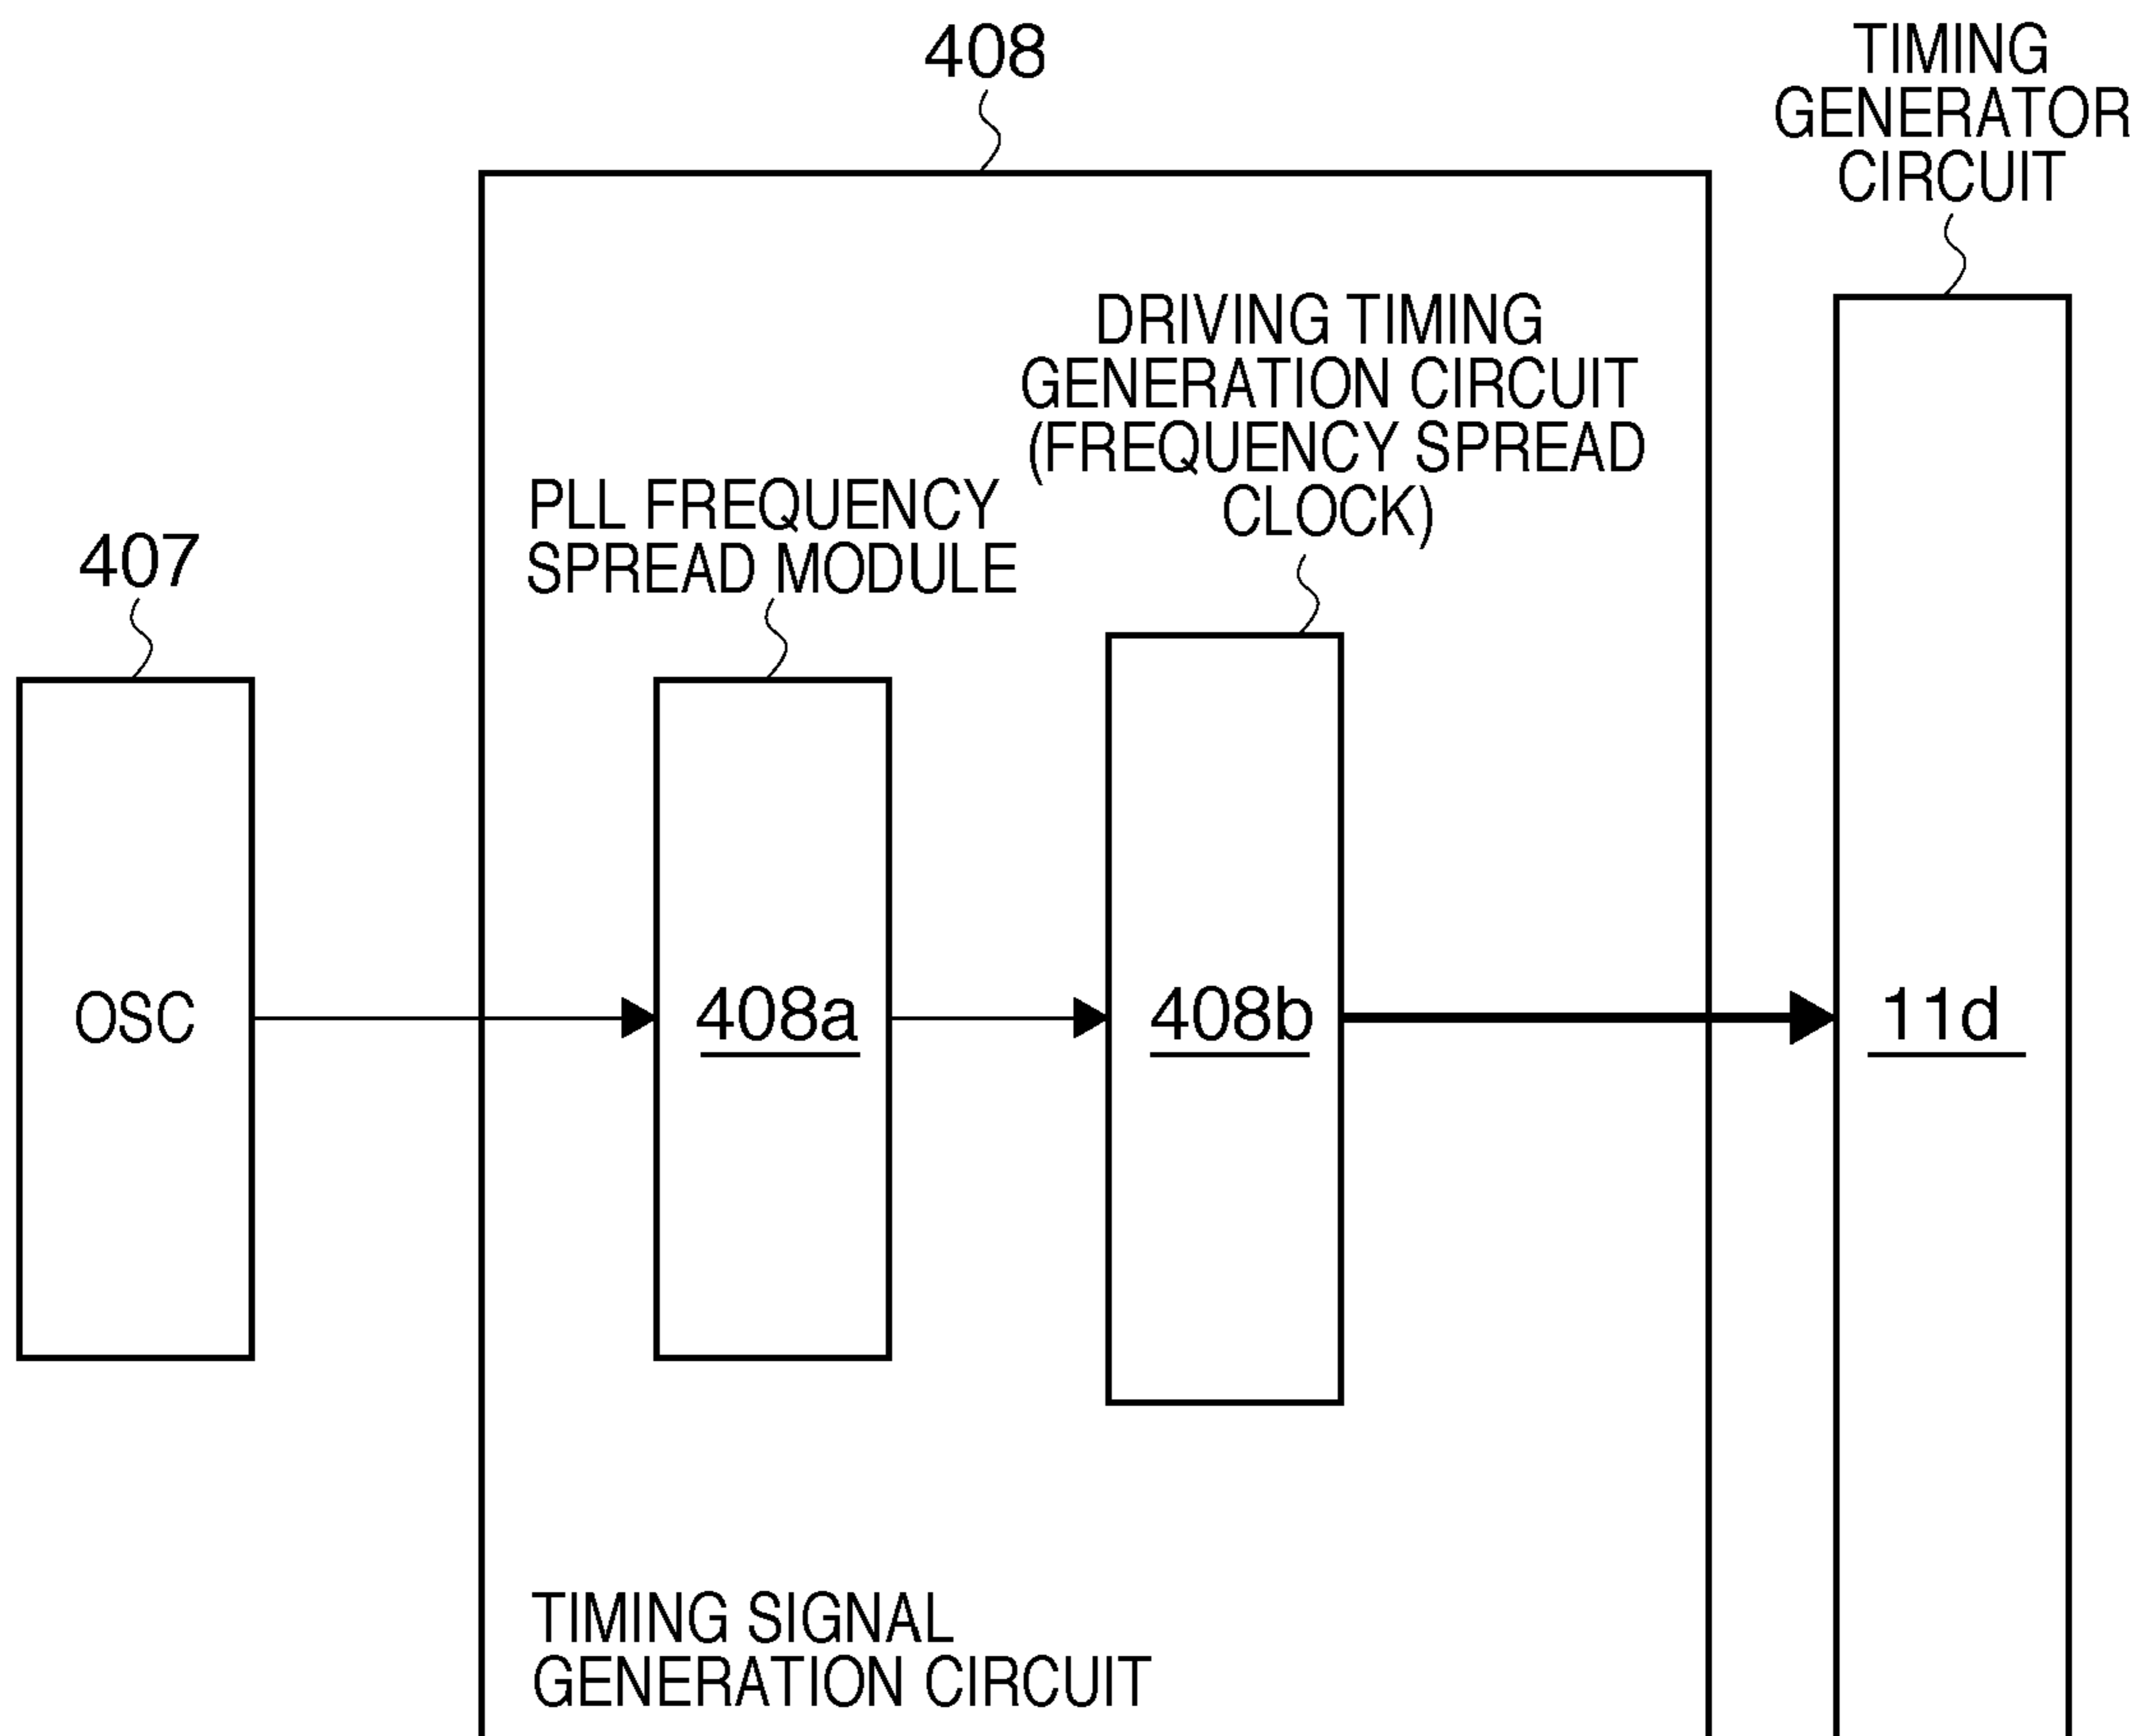 408
TIMING
GENERATOR
CIRCUIT
DRIVING TIMING
GENERATION CIRCUIT
(FREQUENCY SPREAD
CLOCK)
PLL FREQUENCY
SPREAD MODULE
407
OSC
408a
408b
11d
TIMING SIGNAL
GENERATION CIRCUIT